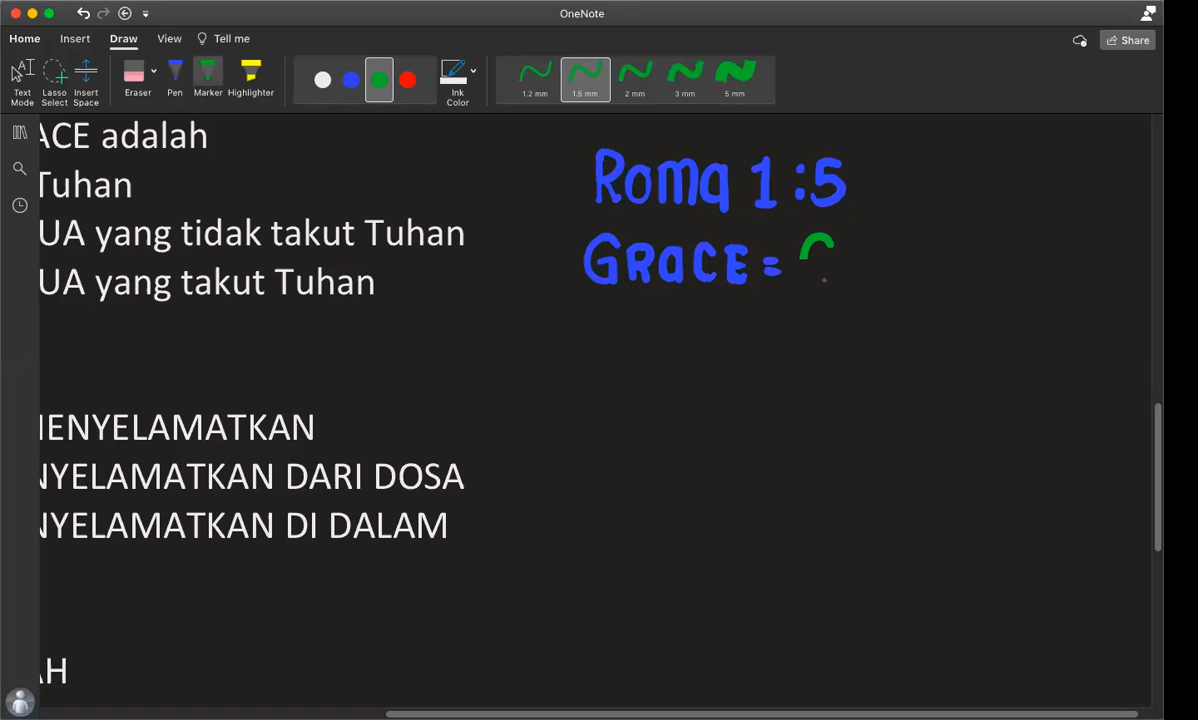 OneNote
Home Insert Draw View Tell me
Share
Text Mode
Lasso Select
Insert Space
Eraser
Pen
Marker
Highlighter
Ink Color
1.2 mm
1.5 mm
2 mm
3 mm
5 mm
ACE adalah
Tuhan
UA yang tidak takut Tuhan
UA yang takut Tuhan
MENYELAMATKAN
NYELAMATKAN DARI DOSA
NYELAMATKAN DI DALAM
AH
Roma 1:5
GRACE =